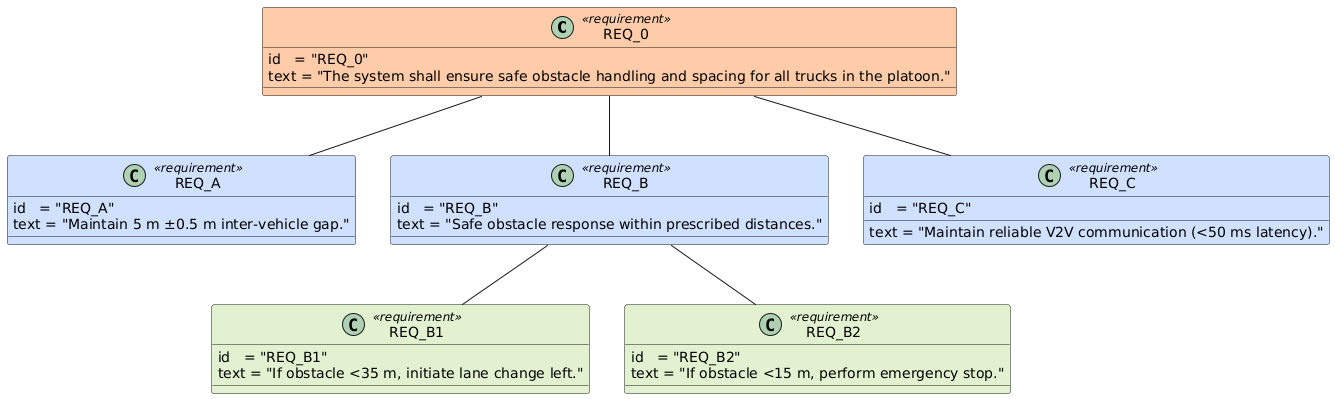 C «requirement»
REQ_0
id = "REQ_0"
text = "The system shall ensure safe obstacle handling and spacing for all trucks in the platoon."
C «requirement»
REQ_A
id = "REQ_A"
text = "Maintain 5 m ±0.5 m inter-vehicle gap."
C «requirement»
REQ_B
id = "REQ_B"
text = "Safe obstacle response within prescribed distances."
C «requirement»
REQ_C
id = "REQ_C"
text = "Maintain reliable V2V communication (<50 ms latency)."
C «requirement»
REQ_B1
id = "REQ_B1"
text = "If obstacle <35 m, initiate lane change left."
C «requirement»
REQ_B2
id = "REQ_B2"
text = "If obstacle <15 m, perform emergency stop."